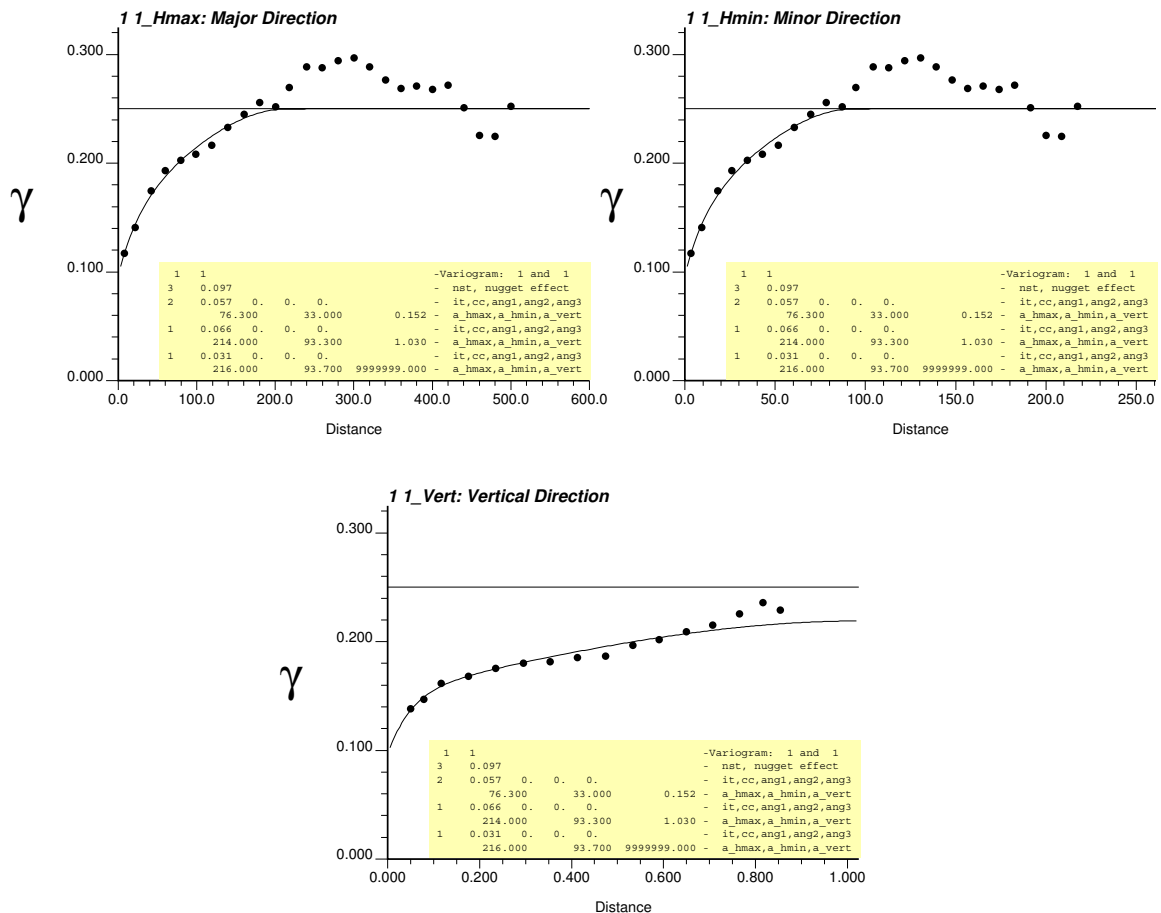 1 1_Hmax: Major Direction
γ
0.300
0.200
0.100
0.000
0.0 100.0 200.0 300.0 400.0 500.0 600.0
Distance
1 1 -Variogram: 1 and 1
3 0.097 - nst, nugget effect
2 0.057 0. 0. 0. - it,cc,ang1,ang2,ang3
76.300 33.000 0.152 - a_hmax,a_hmin,a_vert
1 0.066 0. 0. 0. - it,cc,ang1,ang2,ang3
214.000 93.300 1.030 - a_hmax,a_hmin,a_vert
1 0.031 0. 0. 0. - it,cc,ang1,ang2,ang3
216.000 93.700 9999999.000 - a_hmax,a_hmin,a_vert
1 1_Hmin: Minor Direction
γ
0.300
0.200
0.100
0.000
0.0 50.0 100.0 150.0 200.0 250.0
Distance
1 1 -Variogram: 1 and 1
3 0.097 - nst, nugget effect
2 0.057 0. 0. 0. - it,cc,ang1,ang2,ang3
76.300 33.000 0.152 - a_hmax,a_hmin,a_vert
1 0.066 0. 0. 0. - it,cc,ang1,ang2,ang3
214.000 93.300 1.030 - a_hmax,a_hmin,a_vert
1 0.031 0. 0. 0. - it,cc,ang1,ang2,ang3
216.000 93.700 9999999.000 - a_hmax,a_hmin,a_vert
1 1_Vert: Vertical Direction
γ
0.300
0.200
0.100
0.000
0.000 0.200 0.400 0.600 0.800 1.000
Distance
1 1 -Variogram: 1 and 1
3 0.097 - nst, nugget effect
2 0.057 0. 0. 0. - it,cc,ang1,ang2,ang3
76.300 33.000 0.152 - a_hmax,a_hmin,a_vert
1 0.066 0. 0. 0. - it,cc,ang1,ang2,ang3
214.000 93.300 1.030 - a_hmax,a_hmin,a_vert
1 0.031 0. 0. 0. - it,cc,ang1,ang2,ang3
216.000 93.700 9999999.000 - a_hmax,a_hmin,a_vert